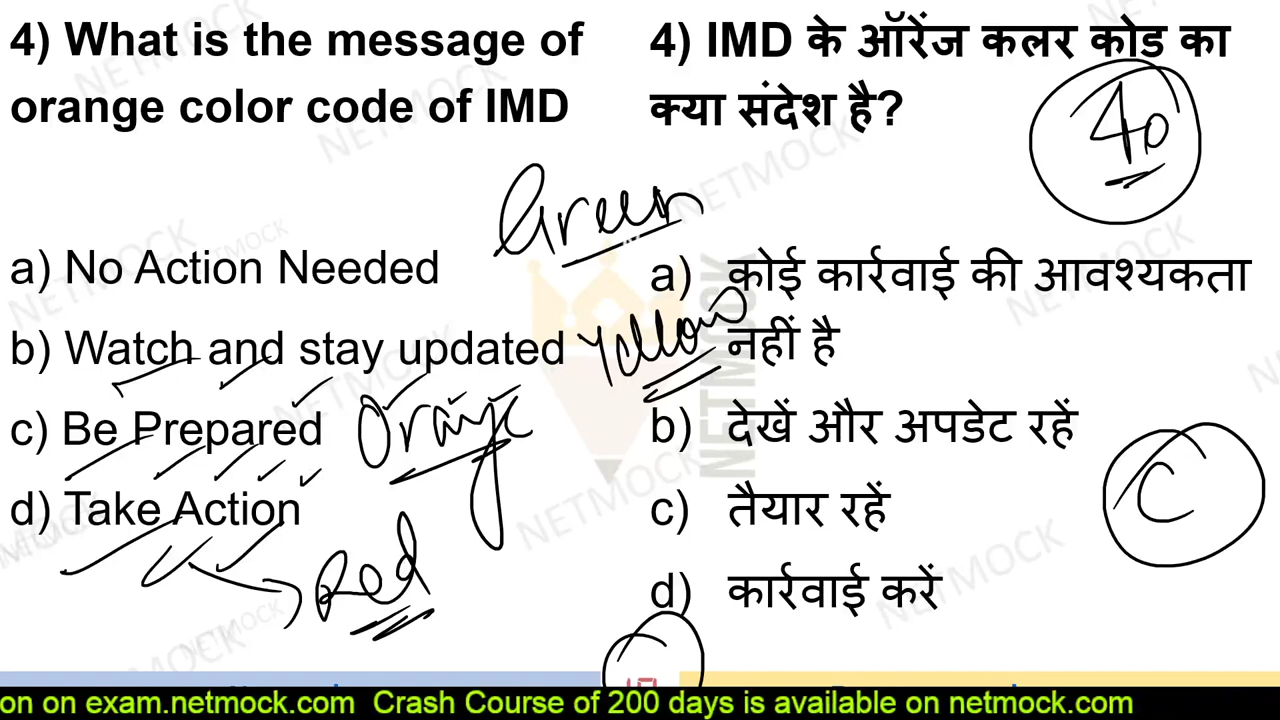 4) What is the message of
orange color code of IMD
a) No Action Needed
Green
b) Watch and stay updated
Yellow
c) Be Prepared
Orange
d) Take Action
Red
4) IMD के ऑरेंज कलर कोड का
क्या संदेश है?
40
a) कोई कार्रवाई की आवश्यकता
नहीं है
b) देखें और अपडेट रहें
c) तैयार रहें
C
d) कार्रवाई करें
NETMOCK
on on exam.netmock.com Crash Course of 200 days is available on netmock.com